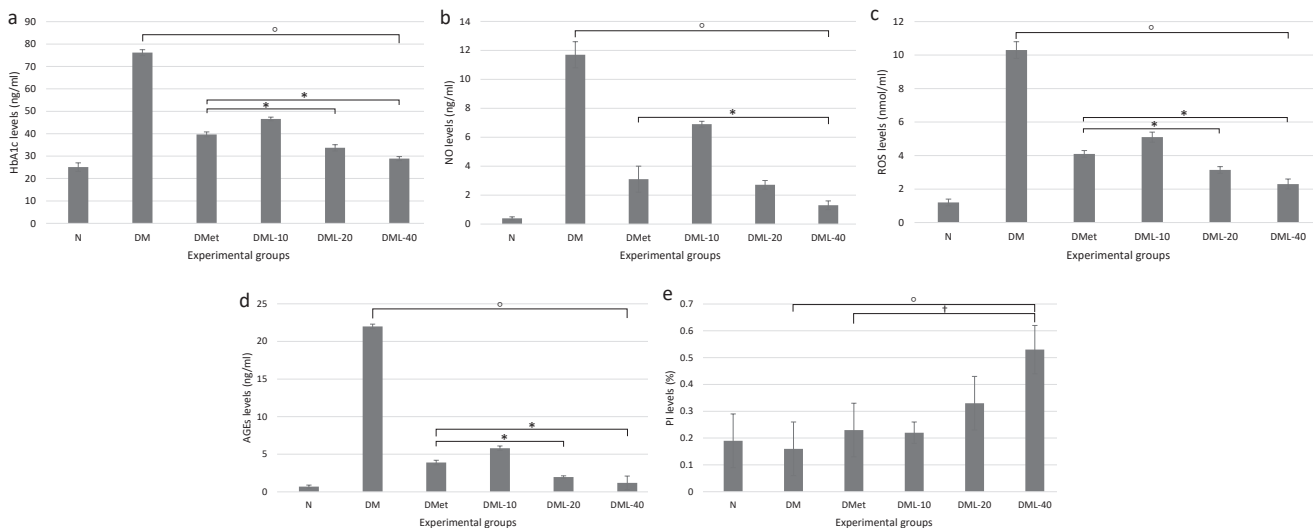 a
90
80
70
60
50
40
30
20
10
0
HbA1c levels (ng/ml)
○
*
*
N DM DMet DML-10 DML-20 DML-40
Experimental groups
b
14
12
10
8
6
4
2
0
NO levels (ng/ml)
○
*
N DM DMet DML-10 DML-20 DML-40
Experimental groups
c
12
10
8
6
4
2
0
ROS levels (nmol/ml)
○
*
*
N DM DMet DML-10 DML-20 DML-40
Experimental groups
d
25
20
15
10
5
0
AGEs levels (ng/ml)
○
*
*
N DM DMet DML-10 DML-20 DML-40
Experimental groups
e
0.7
0.6
0.5
0.4
0.3
0.2
0.1
0
PI levels (%)
○
†
N DM DMet DML-10 DML-20 DML-40
Experimental groups